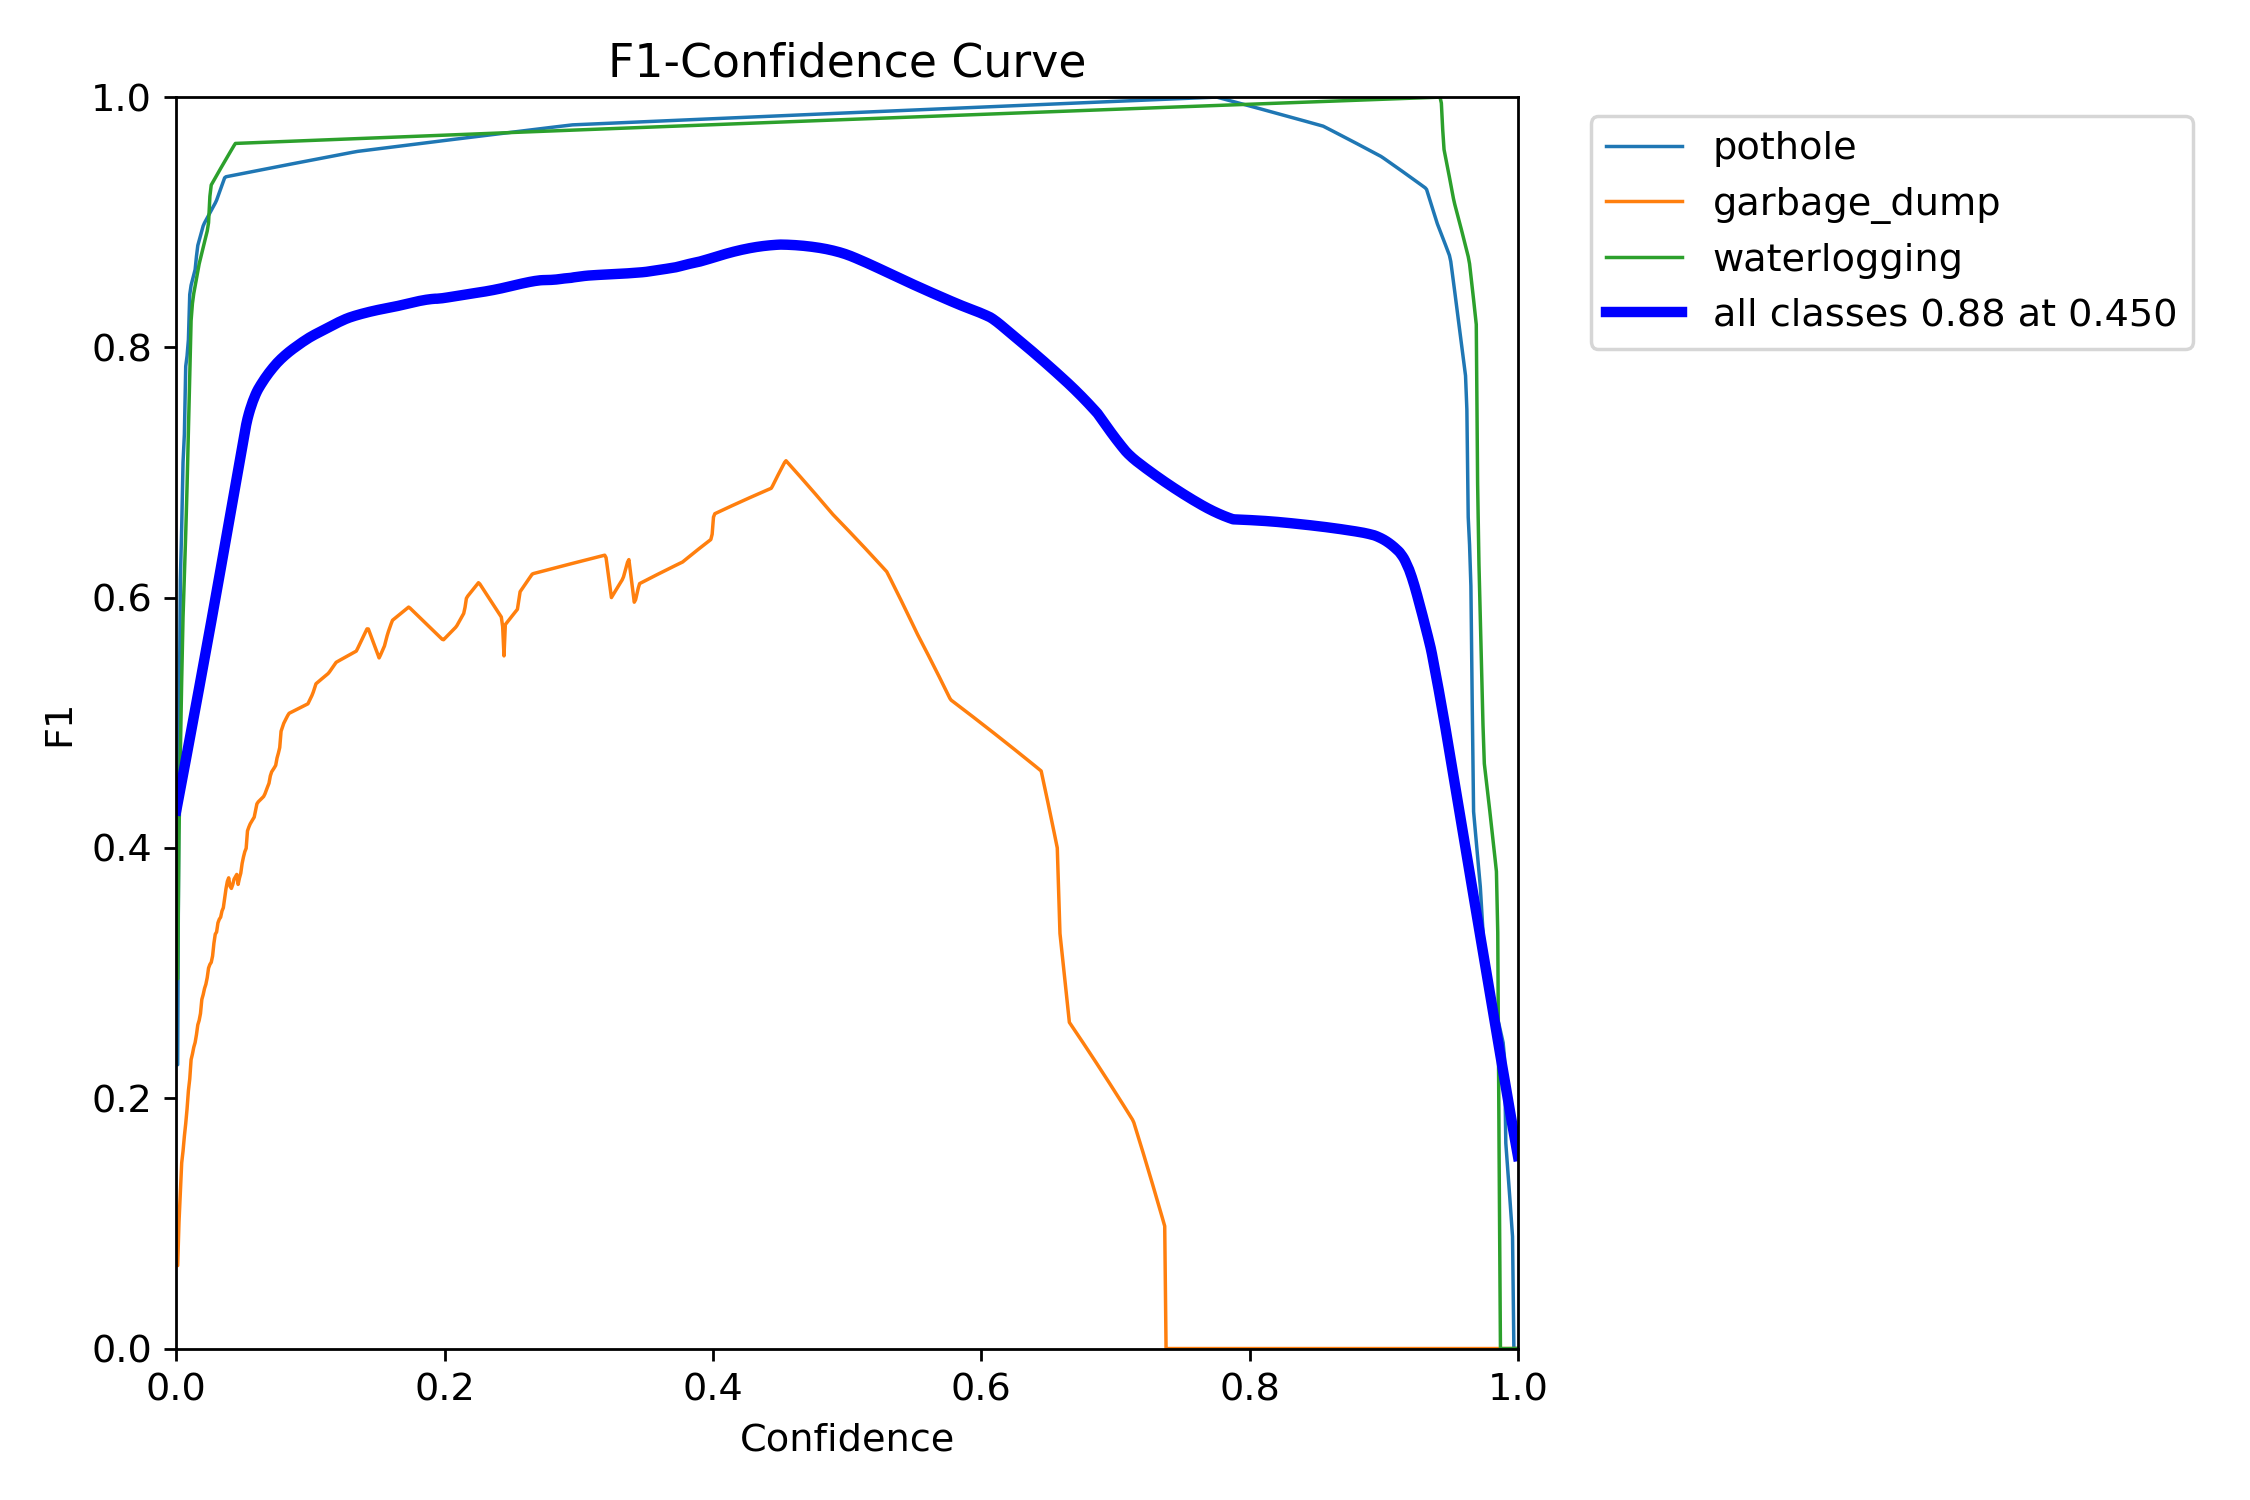 F1-Confidence Curve
1.0
0.8
0.6
0.4
0.2
0.0
F1
0.0 0.2 0.4 0.6 0.8 1.0
Confidence
pothole
garbage_dump
waterlogging
all classes 0.88 at 0.450